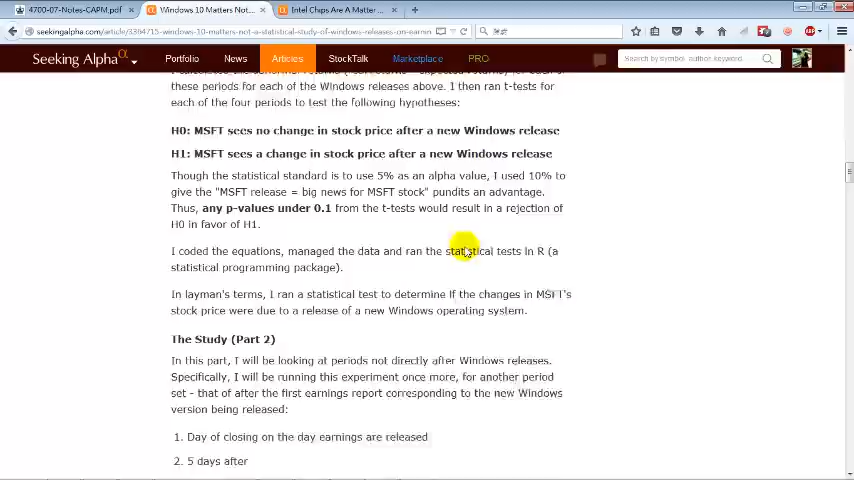 4700-07-Notes-CAPM.pdf
Windows 10 Matters Not...
Intel Chips Are A Matter ...
seekingalpha.com/article/3364715-windows-10-matters-not-a-statistical-study-of-windows-releases-on-earnin
Seeking Alpha α
Portfolio
News
Articles
StockTalk
Marketplace
PRO
Search by symbol, author, keyword
these periods for each of the Windows releases above. I then ran t-tests for
each of the four periods to test the following hypotheses:
H0: MSFT sees no change in stock price after a new Windows release
H1: MSFT sees a change in stock price after a new Windows release
Though the statistical standard is to use 5% as an alpha value, I used 10% to
give the "MSFT release = big news for MSFT stock" pundits an advantage.
Thus, any p-values under 0.1 from the t-tests would result in a rejection of
H0 in favor of H1.
I coded the equations, managed the data and ran the statistical tests in R (a
statistical programming package).
In layman's terms, I ran a statistical test to determine if the changes in MSFT's
stock price were due to a release of a new Windows operating system.
The Study (Part 2)
In this part, I will be looking at periods not directly after Windows releases.
Specifically, I will be running this experiment once more, for another period
set - that of after the first earnings report corresponding to the new Windows
version being released:
1. Day of closing on the day earnings are released
2. 5 days after